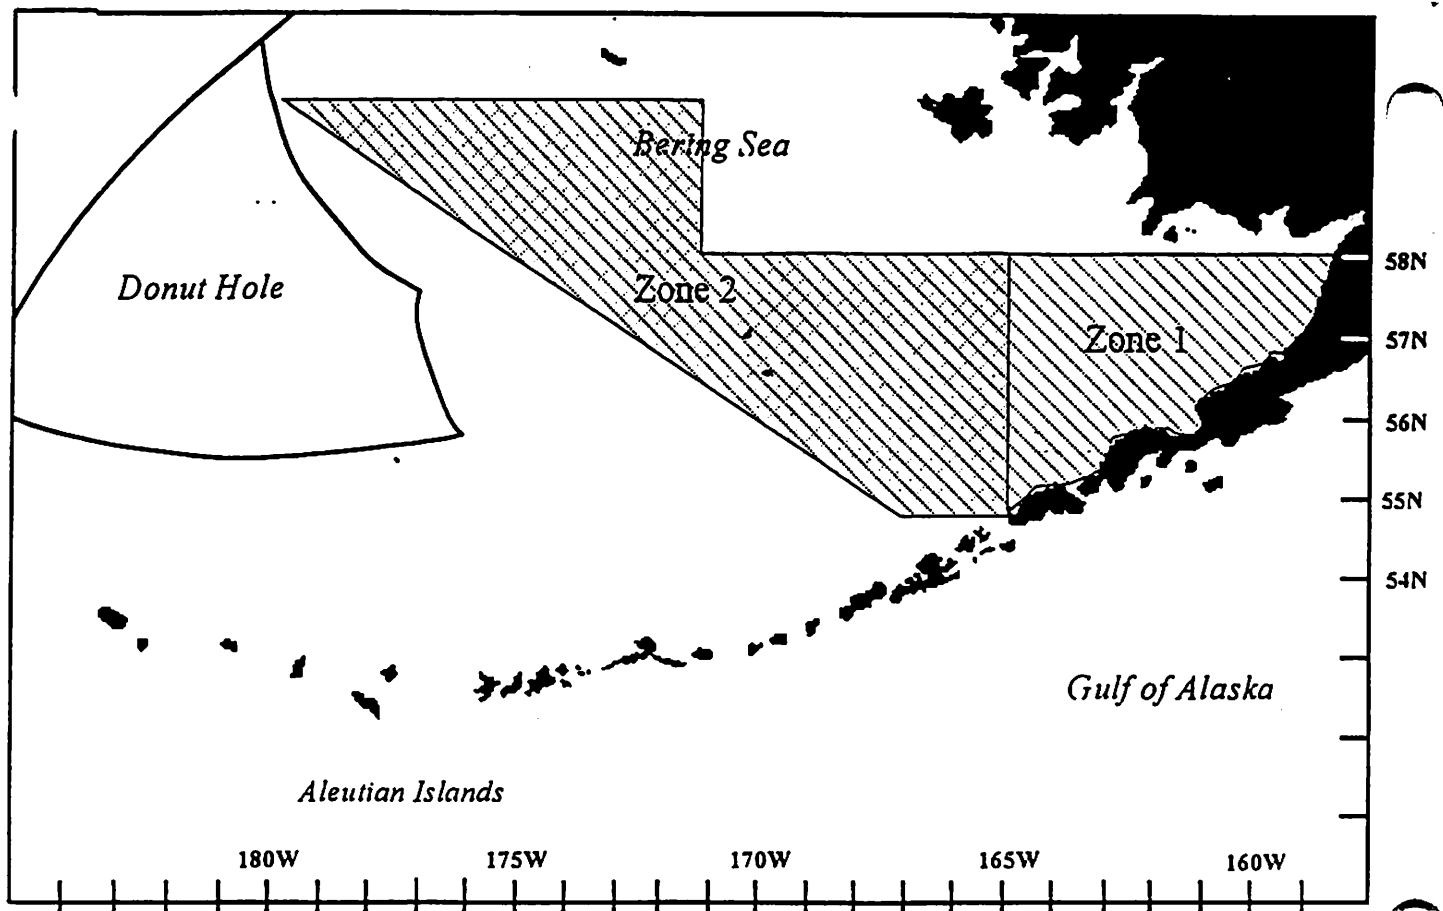 Bering Sea
58N
Donut Hole
Zone 2
Zone 1
57N
56N
55N
54N
Gulf of Alaska
Aleutian Islands
180W 175W 170W 165W 160W